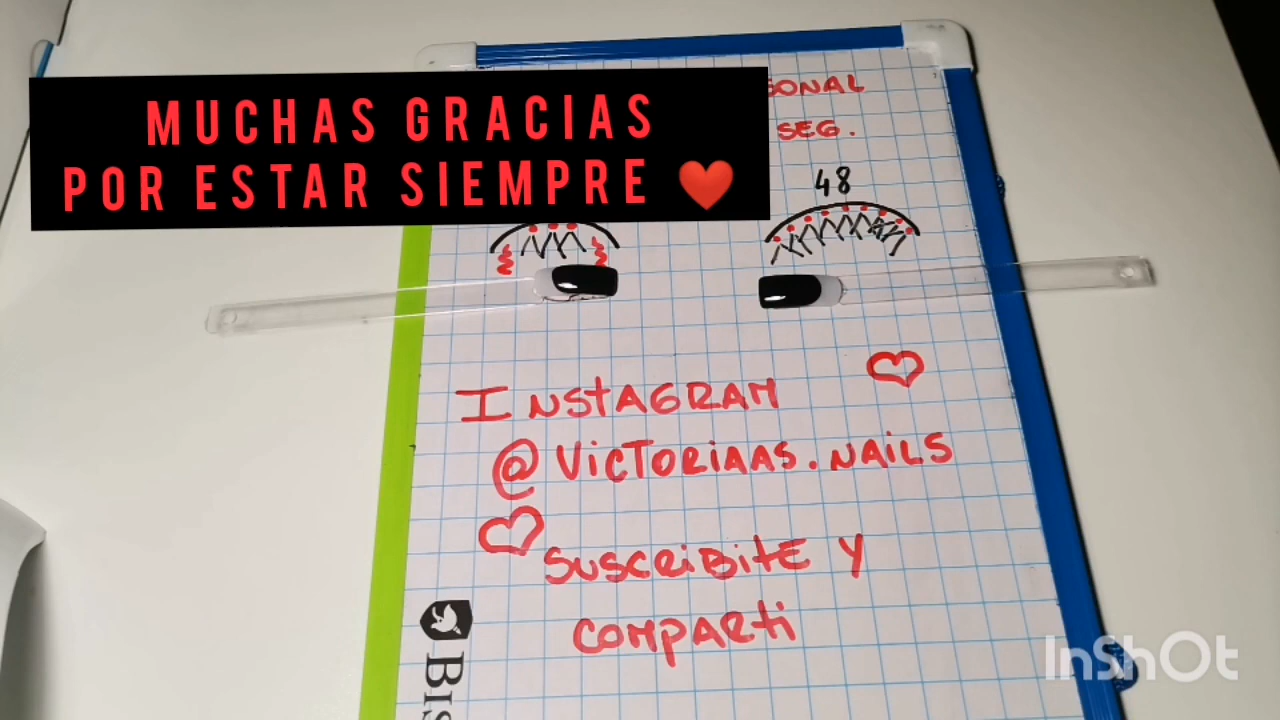 MUCHAS GRACIAS
POR ESTAR SIEMPRE ❤️
SEG.
48
INSTAGRAM
@VICTORIAAS.NAILS
SUSCRIBITE Y
COMPARTI
InShOt